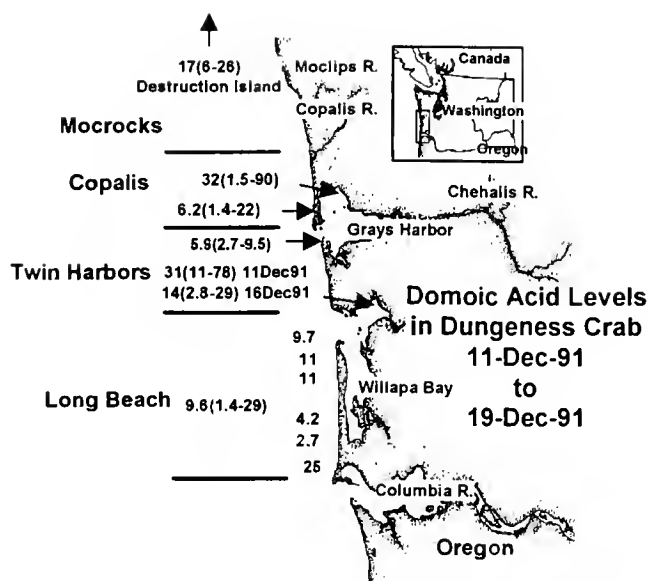 17(6-26)
Destruction Island
Moclips R.
Canada
Copalis R.
Washington
Mocrocks
Oregon
Copalis
32(1.5-90)
Chehalis R.
6.2(1.4-22)
Grays Harbor
5.9(2.7-9.5)
Twin Harbors
31(11-78) 11Dec91
14(2.8-29) 16Dec91
Domoic Acid Levels
in Dungeness Crab
11-Dec-91
to
19-Dec-91
9.7
11
11
Willapa Bay
Long Beach
9.6(1.4-29)
4.2
2.7
25
Columbia R.
Oregon